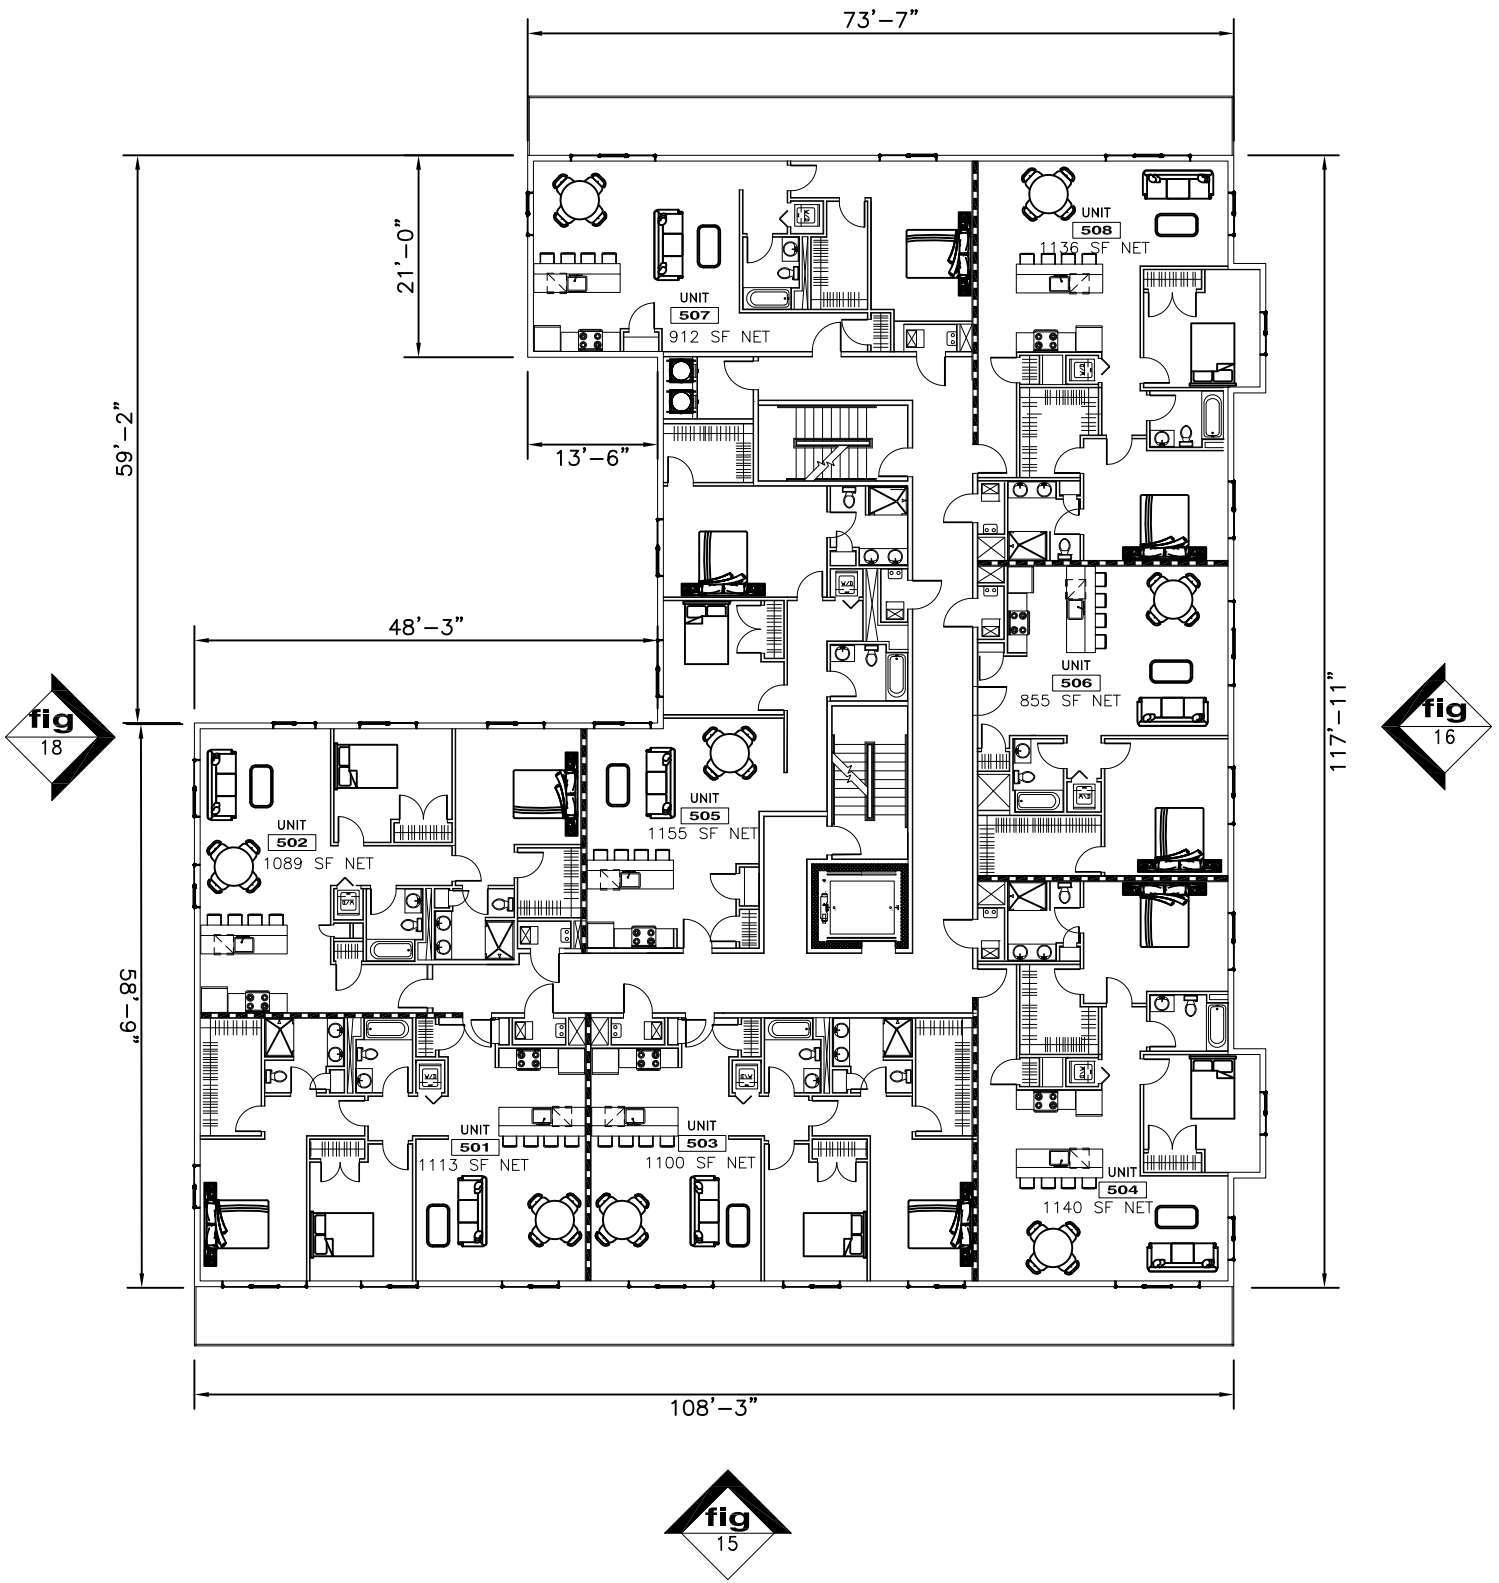 73'-7"
UNIT
508
1136 SF NET
21'-0"
UNIT
507
912 SF NET
59'-2"
13'-6"
W/D
W/D
W/D
48'-3"
UNIT
506
855 SF NET
117'-11"
fig
18
fig
16
UNIT
505
1155 SF NET
UNIT
502
1089 SF NET
W/D
W/D
58'-9"
W/D
W/D
W/D
UNIT
501
1113 SF NET
UNIT
503
1100 SF NET
UNIT
504
1140 SF NET
108'-3"
fig
15